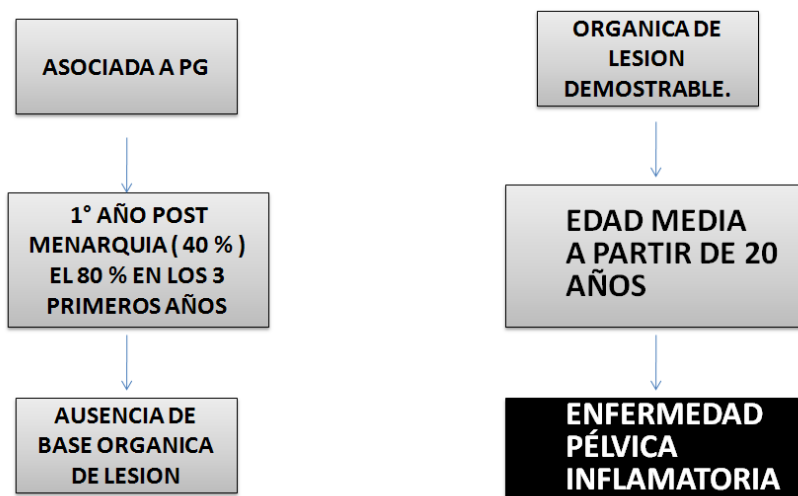 ASOCIADA A PG
1° AÑO POST
MENARQUIA ( 40 % )
EL 80 % EN LOS 3
PRIMEROS AÑOS
AUSENCIA DE
BASE ORGANICA
DE LESION
ORGANICA DE
LESION
DEMOSTRABLE.
EDAD MEDIA
A PARTIR DE 20
AÑOS
ENFERMEDAD
PÉLVICA
INFLAMATORIA